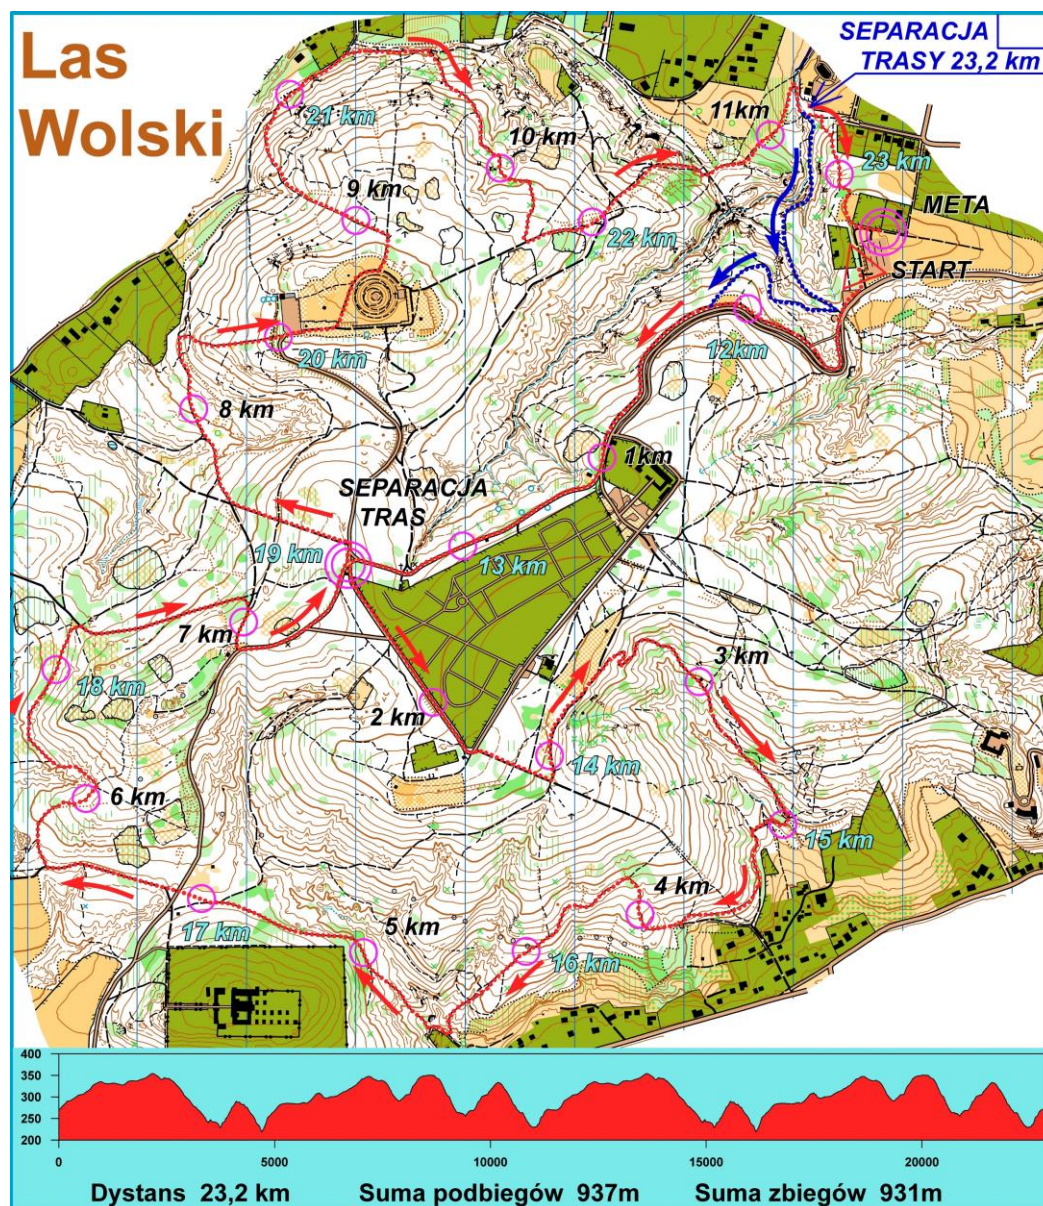 Las
Wolski
SEPARACJA
TRASY 23,2 km
21 km
10 km
11km
23 km
9 km
META
22 km
START
20 km
12km
8 km
1km
SEPARACJA
TRAS
19 km
13 km
7 km
3 km
18 km
2 km
14 km
6 km
15 km
4 km
5 km
17 km
16 km
400
350
300
250
200
0
5000
10000
15000
20000
Dystans 23,2 km
Suma podbiegów 937m
Suma zbiegów 931m